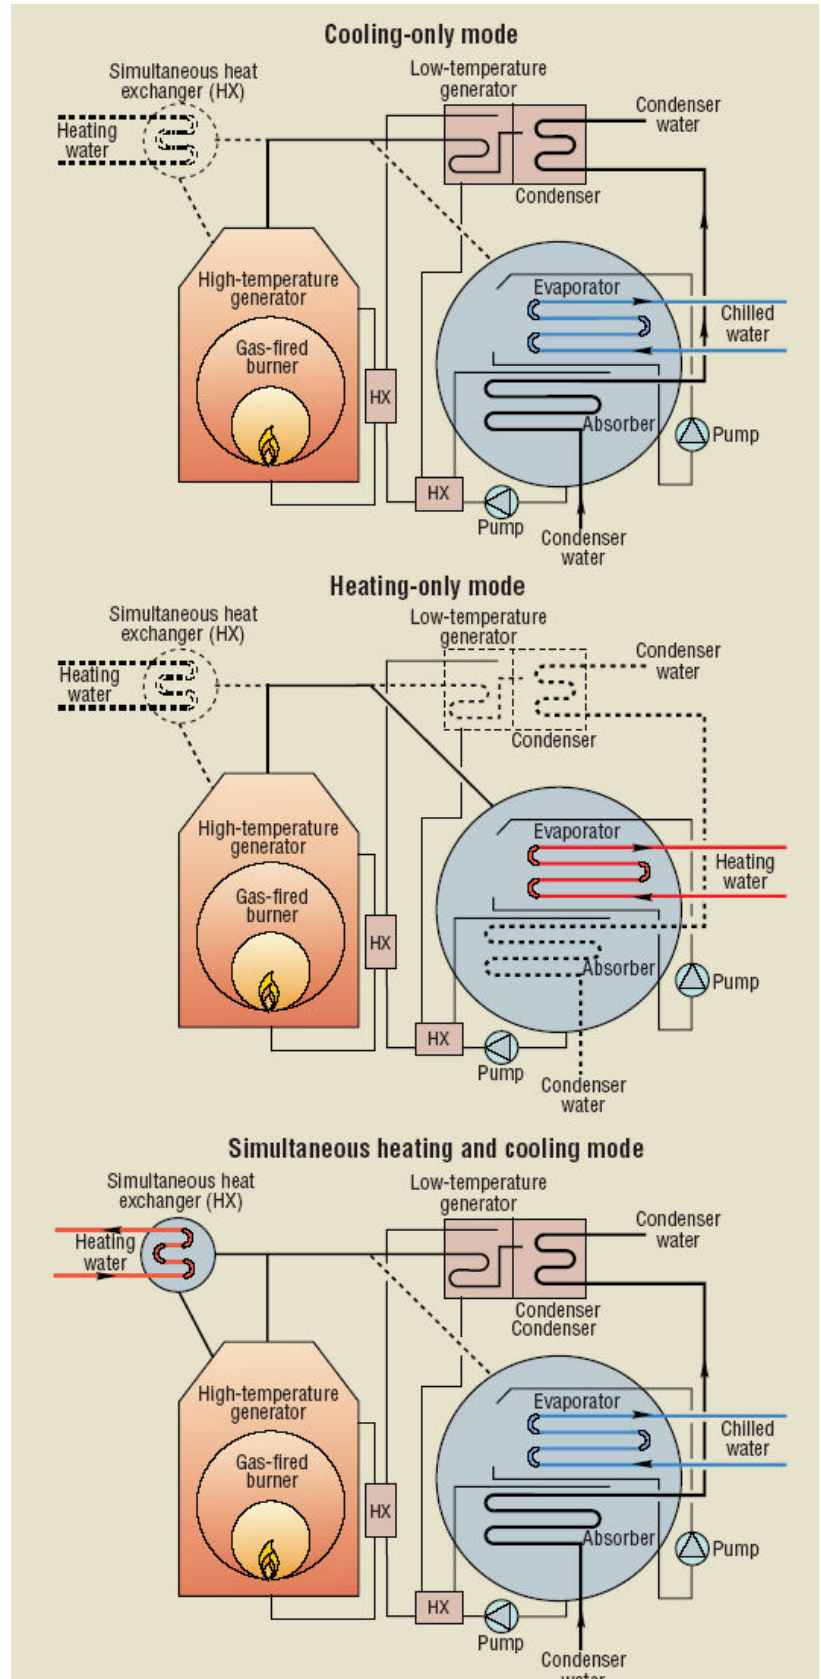 Cooling-only mode
Simultaneous heat
exchanger (HX)
Low-temperature
generator
Heating
water
Condenser
water
Condenser
High-temperature
generator
Gas-fired
burner
HX
Evaporator
Chilled
water
Absorber
Pump
HX
Pump
Condenser
water
Heating-only mode
Simultaneous heat
exchanger (HX)
Low-temperature
generator
Heating
water
Condenser
water
Condenser
High-temperature
generator
Gas-fired
burner
HX
Evaporator
Heating
water
Absorber
Pump
HX
Pump
Condenser
water
Simultaneous heating and cooling mode
Simultaneous heat
exchanger (HX)
Low-temperature
generator
Heating
water
Condenser
water
Condenser
Condenser
High-temperature
generator
Gas-fired
burner
HX
Evaporator
Chilled
water
Absorber
Pump
HX
Pump
Condenser
water